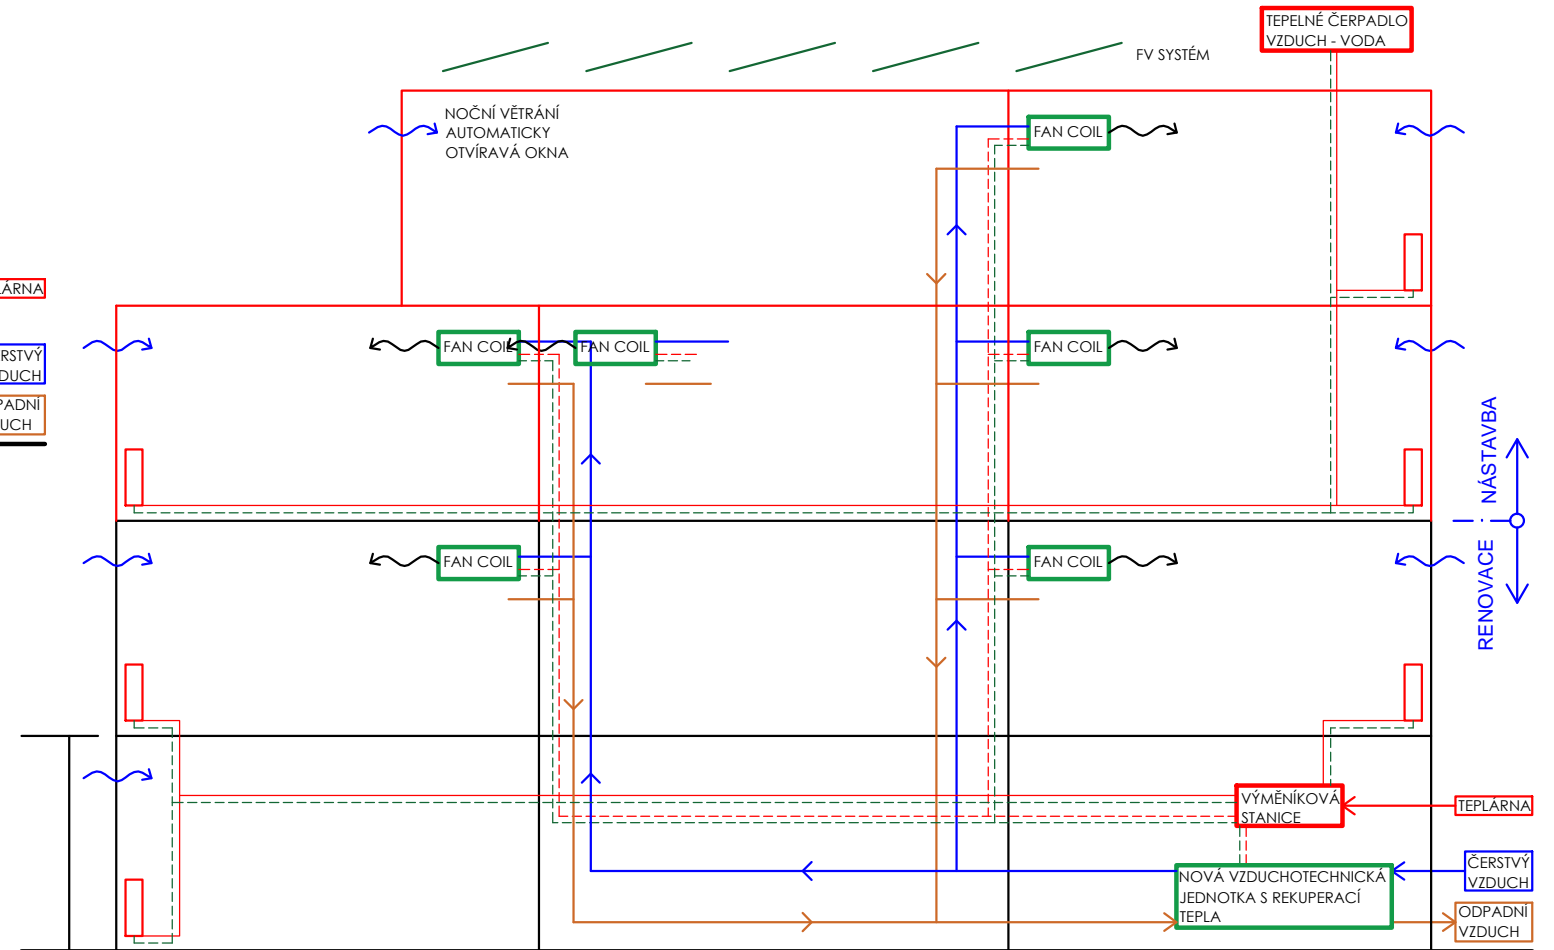 TEPELNÉ ČERPADLO
VZDUCH - VODA
FV SYSTÉM
NOČNÍ VĚTRÁNÍ
AUTOMATICKY
OTVÍRAVÁ OKNA
FAN COIL
FAN COIL
FAN COIL
FAN COIL
FAN COIL
FAN COIL
NÁSTAVBA
RENOVACE
VÝMĚNÍKOVÁ
STANICE
TEPLÁRNA
NOVÁ VZDUCHOTECHNICKÁ
JEDNOTKA S REKUPERACÍ
TEPLA
ČERSTVÝ
VZDUCH
ODPADNÍ
VZDUCH